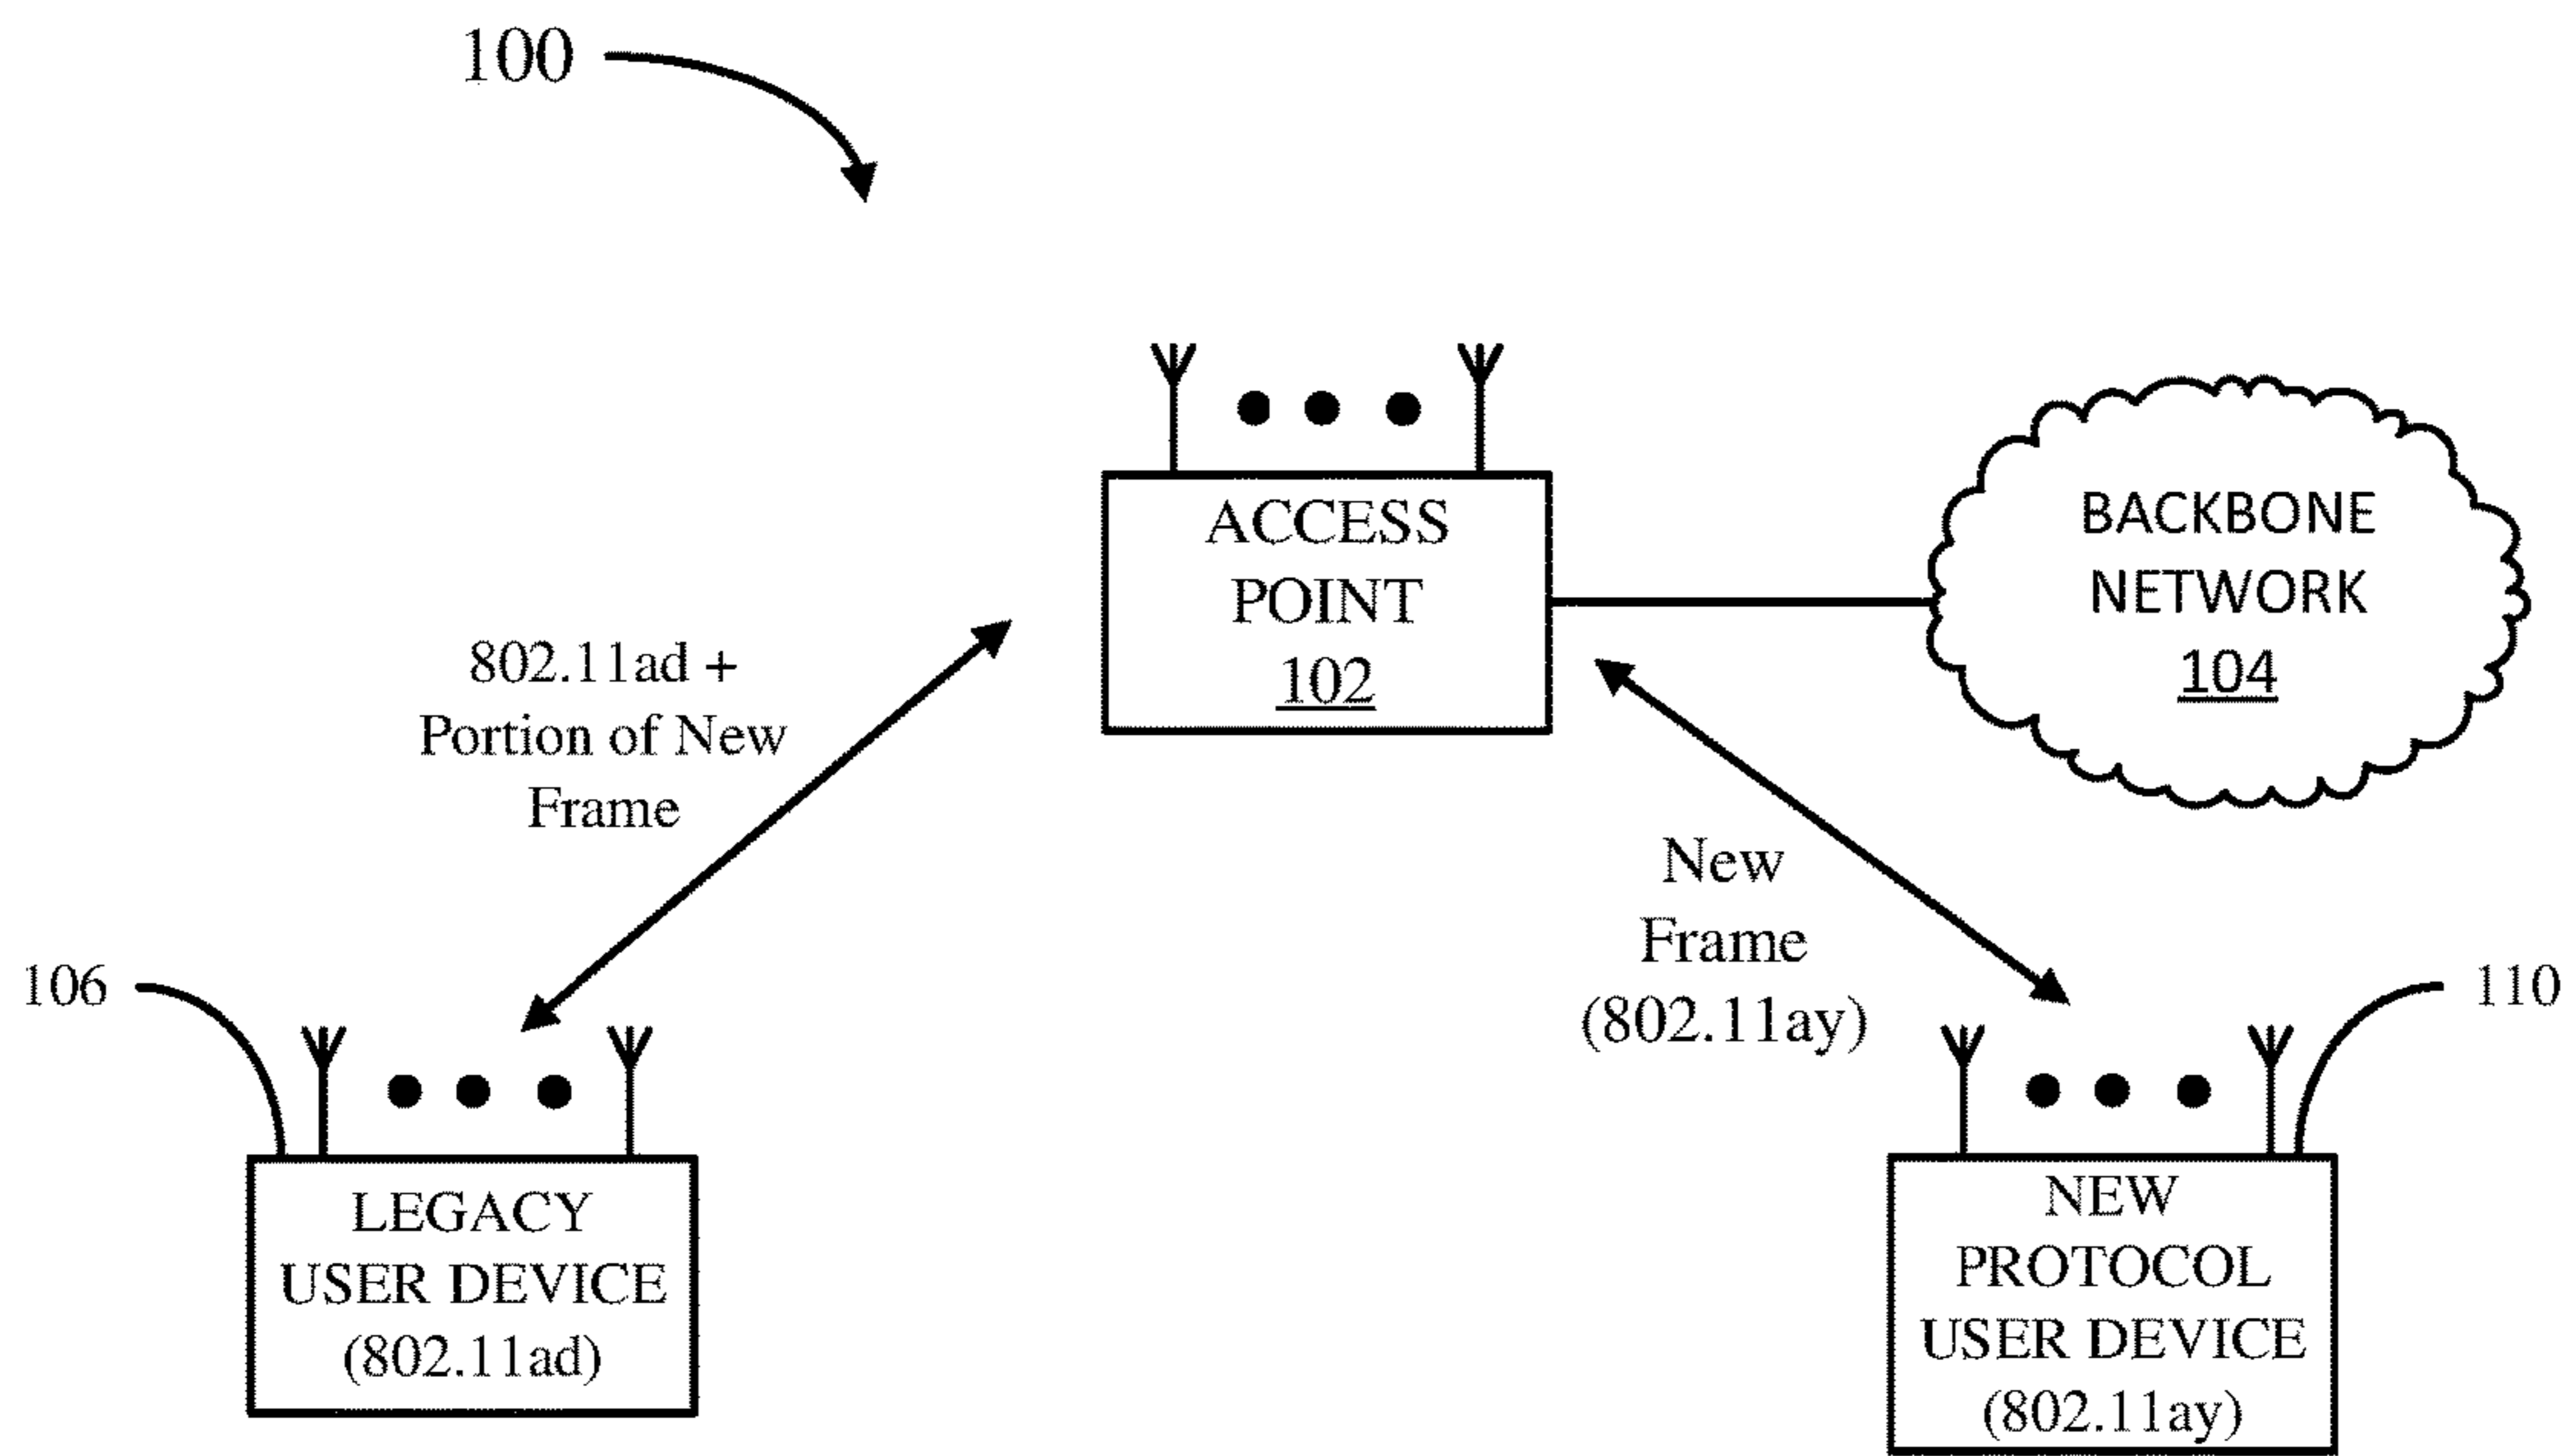 100
ACCESS
POINT
102
BACKBONE
NETWORK
104
802.11ad +
Portion of New
Frame
New
Frame
(802.11ay)
106
110
LEGACY
USER DEVICE
(802.11ad)
NEW
PROTOCOL
USER DEVICE
(802.11ay)